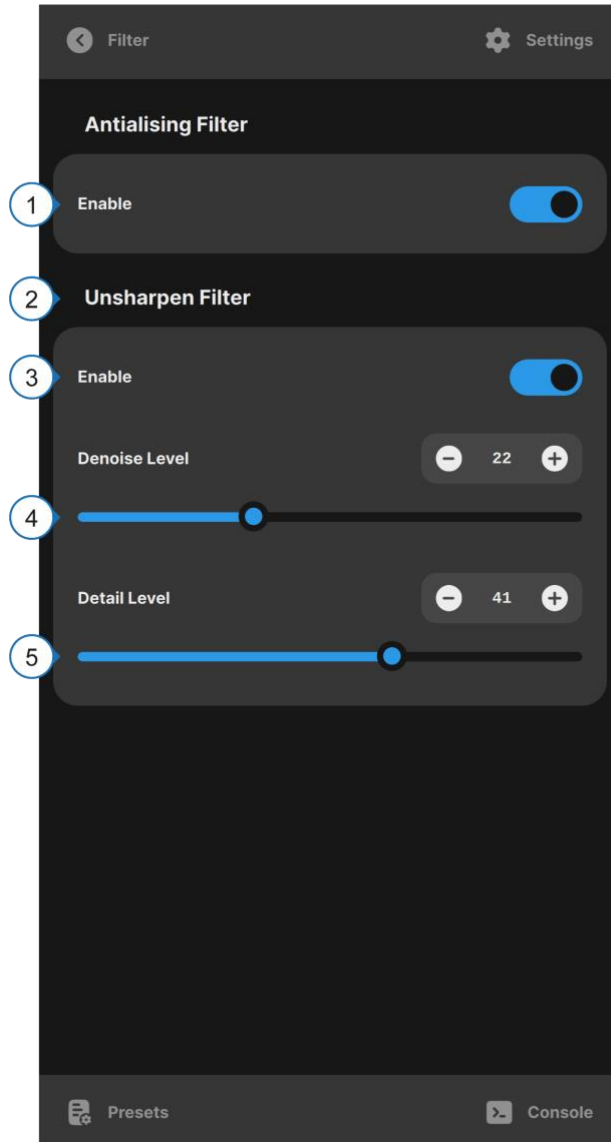 Filter Settings
Antialising Filter
1 Enable
2 Unsharpen Filter
3 Enable
Denoise Level 22
4
Detail Level 41
5
Presets Console